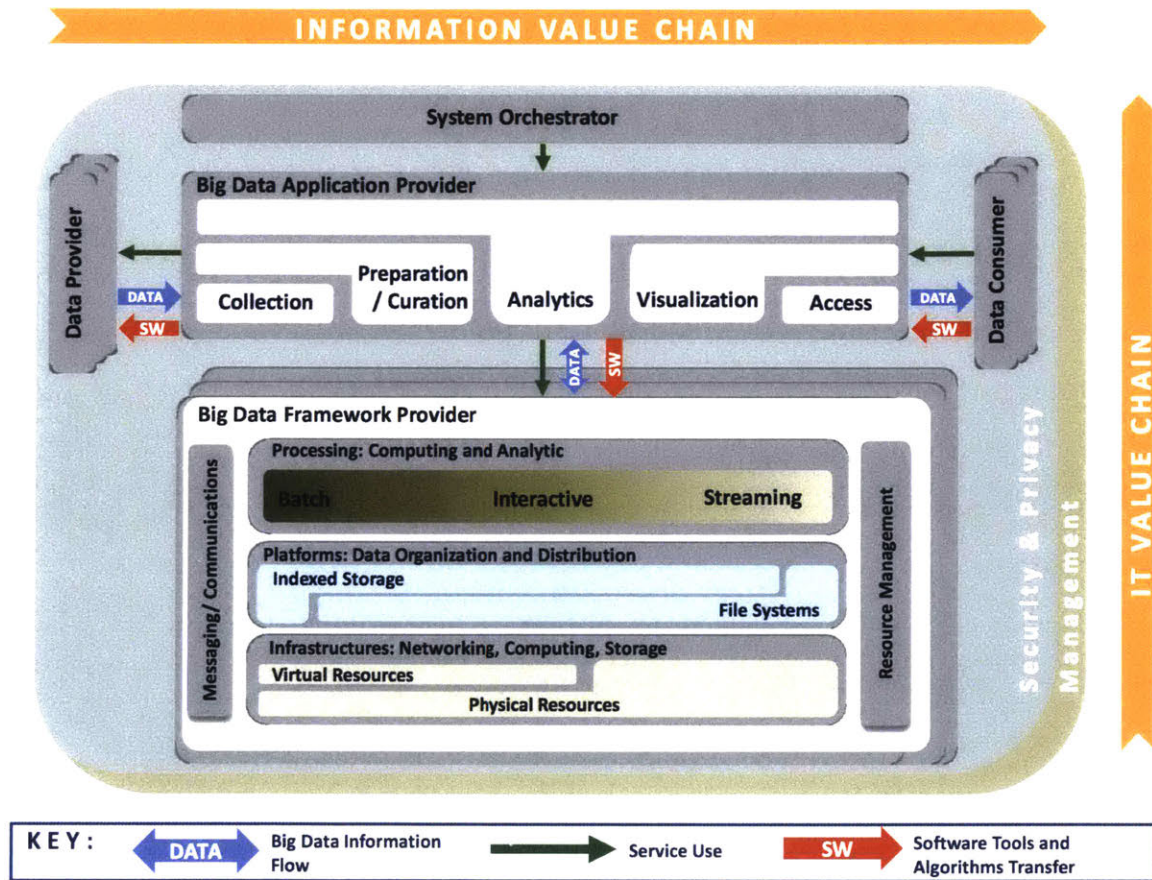 INFORMATION VALUE CHAIN
System Orchestrator
Big Data Application Provider
Data Provider
DATA
SW
Collection
Preparation
/ Curation
Analytics
Visualization
Access
DATA
SW
Data Consumer
DATA
SW
Big Data Framework Provider
Messaging/ Communications
Processing: Computing and Analytic
Batch
Interactive
Streaming
Platforms: Data Organization and Distribution
Indexed Storage
File Systems
Infrastructures: Networking, Computing, Storage
Virtual Resources
Physical Resources
Resource Management
Security & Privacy
Management
IT VALUE CHAIN
KEY:
DATA
Big Data Information
Flow
Service Use
SW
Software Tools and
Algorithms Transfer